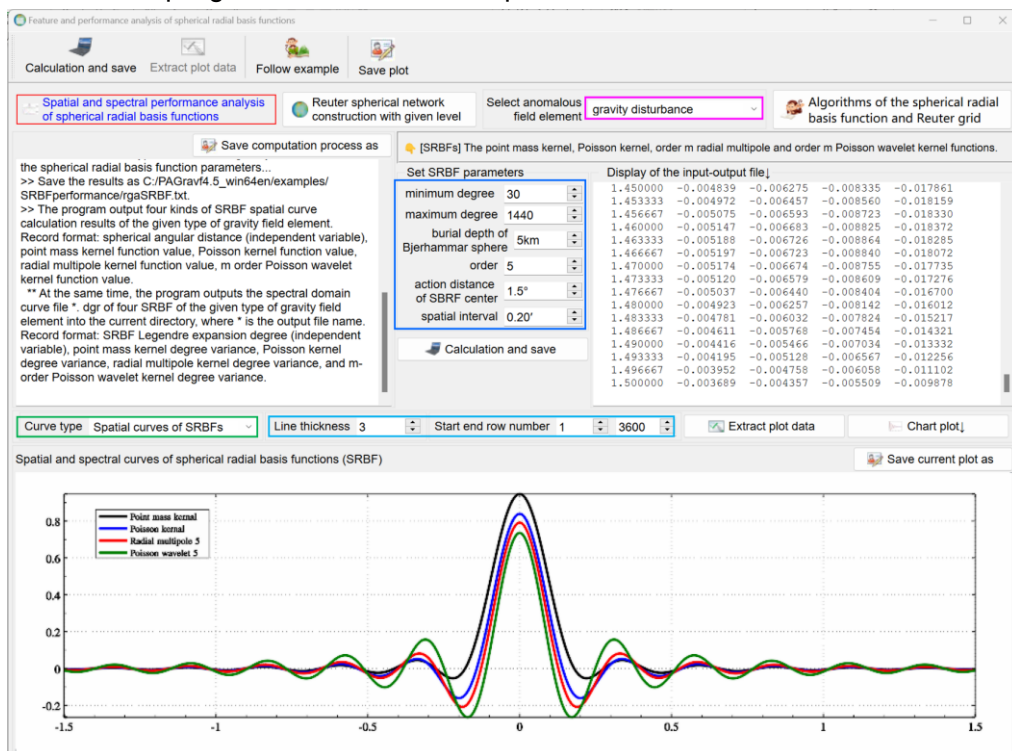 Feature and performance analysis of spherical radial basis functions
Calculation and save
Extract plot data
Follow example
Save plot
Spatial and spectral performance analysis
of spherical radial basis functions
Reuter spherical network
construction with given level
Select anomalous
field element
gravity disturbance
Algorithms of the spherical radial
basis function and Reuter grid
Save computation process as
[SRBFs] The point mass kernel, Poisson kernel, order m radial multipole and order m Poisson wavelet kernel functions.
the spherical radial basis function parameters...
>> Save the results as C:/PAGravf4.5_win64en/examples/
SRBFperformance/rgaSRBF.txt.
>> The program output four kinds of SRBF spatial curve
calculation results of the given type of gravity field element.
Record format: spherical angular distance (independent variable),
point mass kernel function value, Poisson kernel function value,
radial multipole kernel function value, m order Poisson wavelet
kernel function value.
** At the same time, the program outputs the spectral domain
curve file *. dgr of four SRBF of the given type of gravity field
element into the current directory, where * is the output file name.
Record format: SRBF Legendre expansion degree (independent
variable), point mass kernel degree variance, Poisson kernel
degree variance, radial multipole kernel degree variance, and m-
order Poisson wavelet kernel degree variance.
Set SRBF parameters
minimum degree 30
maximum degree 1440
burial depth of
Bjerhammar sphere 5km
order 5
action distance
of SBRF center 1.5°
spatial interval 0.20′
Calculation and save
Display of the input-output file↓
1.450000 -0.004839 -0.006275 -0.008335 -0.017861
1.453333 -0.004972 -0.006457 -0.008560 -0.018159
1.456667 -0.005075 -0.006593 -0.008723 -0.018330
1.460000 -0.005147 -0.006683 -0.008825 -0.018372
1.463333 -0.005188 -0.006726 -0.008864 -0.018285
1.466667 -0.005197 -0.006723 -0.008840 -0.018072
1.470000 -0.005174 -0.006674 -0.008755 -0.017735
1.473333 -0.005120 -0.006579 -0.008609 -0.017276
1.476667 -0.005037 -0.006440 -0.008404 -0.016700
1.480000 -0.004923 -0.006257 -0.008142 -0.016012
1.483333 -0.004781 -0.006032 -0.007824 -0.015217
1.486667 -0.004611 -0.005768 -0.007454 -0.014321
1.490000 -0.004416 -0.005466 -0.007034 -0.013332
1.493333 -0.004195 -0.005128 -0.006567 -0.012256
1.496667 -0.003952 -0.004758 -0.006058 -0.011102
1.500000 -0.003689 -0.004357 -0.005509 -0.009878
Curve type Spatial curves of SRBFs
Line thickness 3
Start end row number 1 3600
Extract plot data
Chart plot↓
Spatial and spectral curves of spherical radial basis functions (SRBF)
Save current plot as
Point mass kernal
Poisson kernal
Radial multipole 5
Poisson wavelet 5
0.8
0.6
0.4
0.2
0
-0.2
-1.5 -1 -0.5 0 0.5 1 1.5